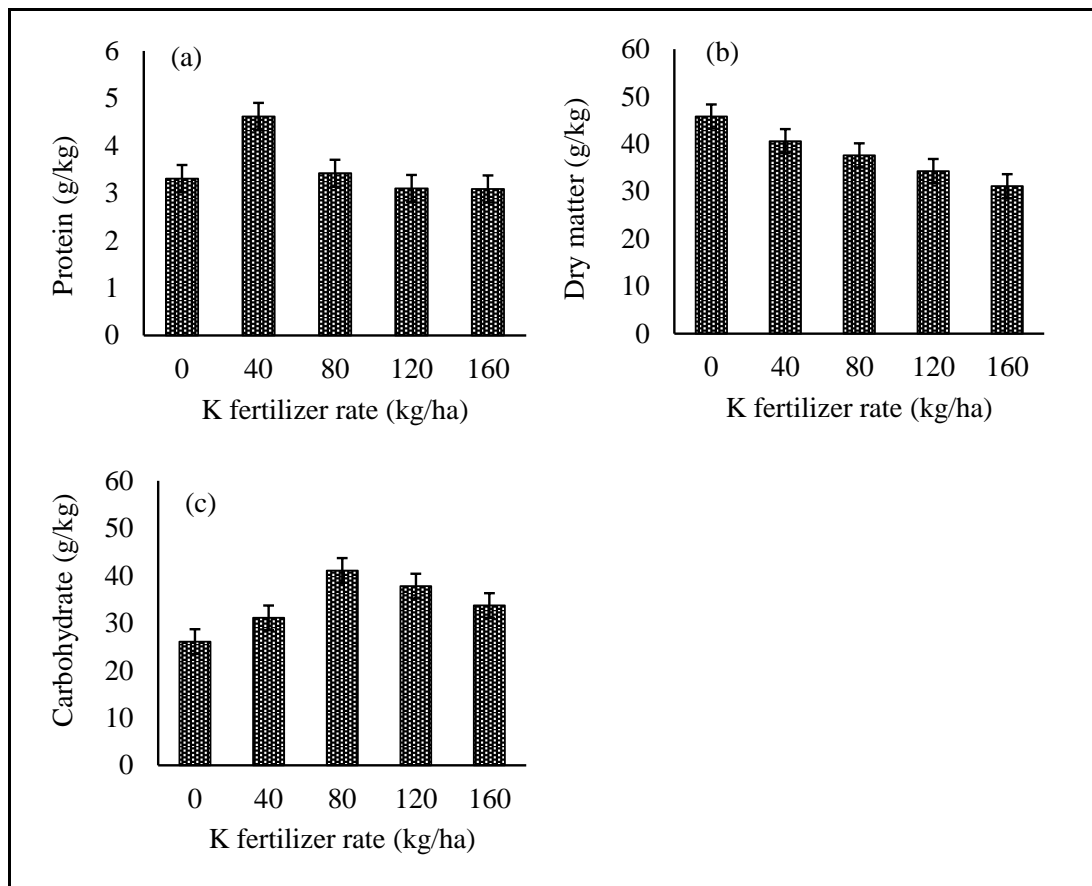 (a)
Protein (g/kg)
6
5
4
3
2
1
0
0 40 80 120 160
K fertilizer rate (kg/ha)
(b)
Dry matter (g/kg)
60
50
40
30
20
10
0
0 40 80 120 160
K fertilizer rate (kg/ha)
(c)
Carbohydrate (g/kg)
60
50
40
30
20
10
0
0 40 80 120 160
K fertilizer rate (kg/ha)